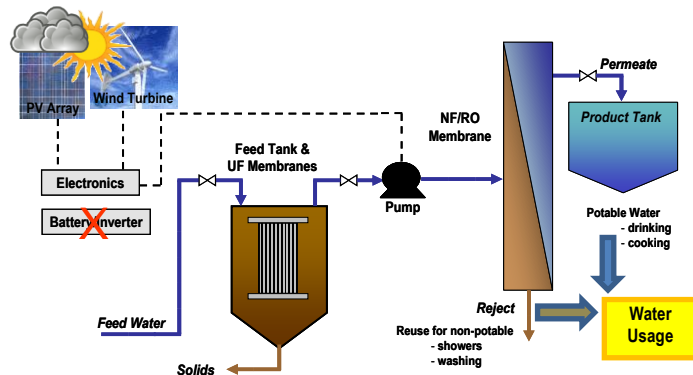 PV Array
Wind Turbine
Electronics
Battery/Inverter
Feed Tank &
UF Membranes
Pump
NF/RO
Membrane
Permeate
Product Tank
Potable Water
- drinking
- cooking
Feed Water
Solids
Reject
Reuse for non-potable
- showers
- washing
Water
Usage